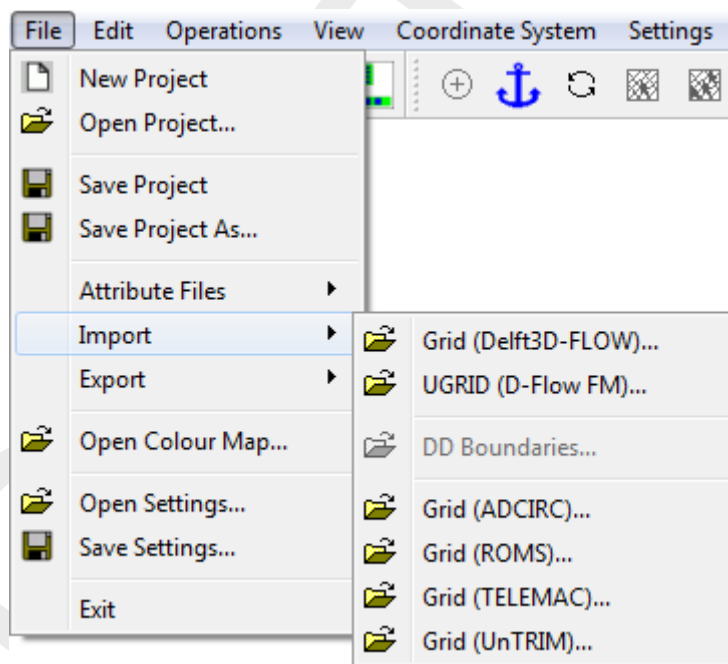 File Edit Operations View Coordinate System Settings
New Project
Open Project...
Save Project
Save Project As...
Attribute Files
Import
Export
Open Colour Map...
Open Settings...
Save Settings...
Exit
Grid (Delft3D-FLOW)...
UGRID (D-Flow FM)...
DD Boundaries...
Grid (ADCIRC)...
Grid (ROMS)...
Grid (TELEMAC)...
Grid (UnTRIM)...